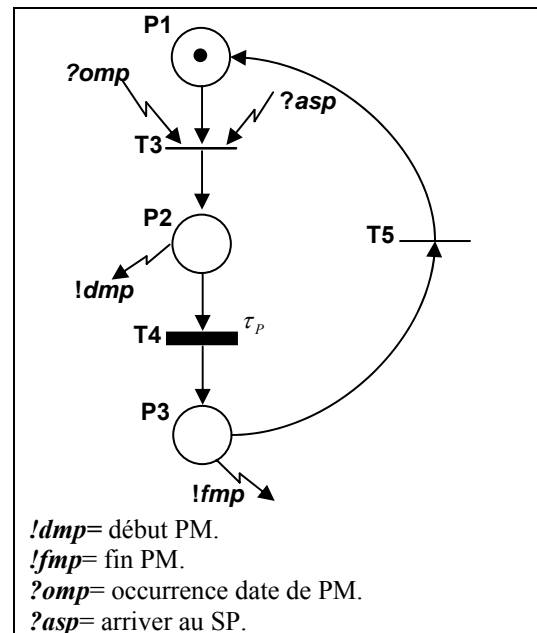 P1
?omp
?asp
T3
P2
T5
!dmp
T4
τP
P3
!fmp
!dmp= début PM.
!fmp= fin PM.
?omp= occurrence date de PM.
?asp= arriver au SP.